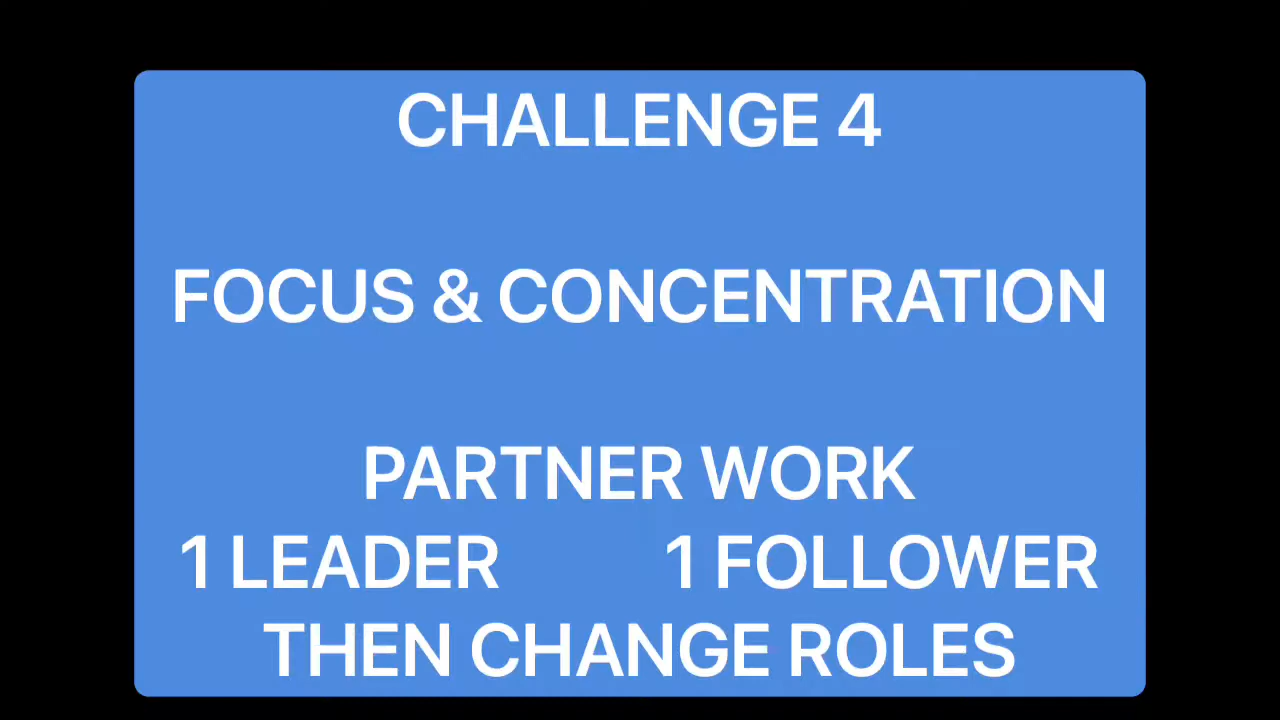 CHALLENGE 4
FOCUS & CONCENTRATION
PARTNER WORK
1 LEADER 1 FOLLOWER
THEN CHANGE ROLES